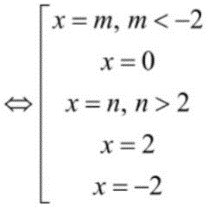 x = m, m < −2
x = 0
⇔ x = n, n > 2
x = 2
x = −2